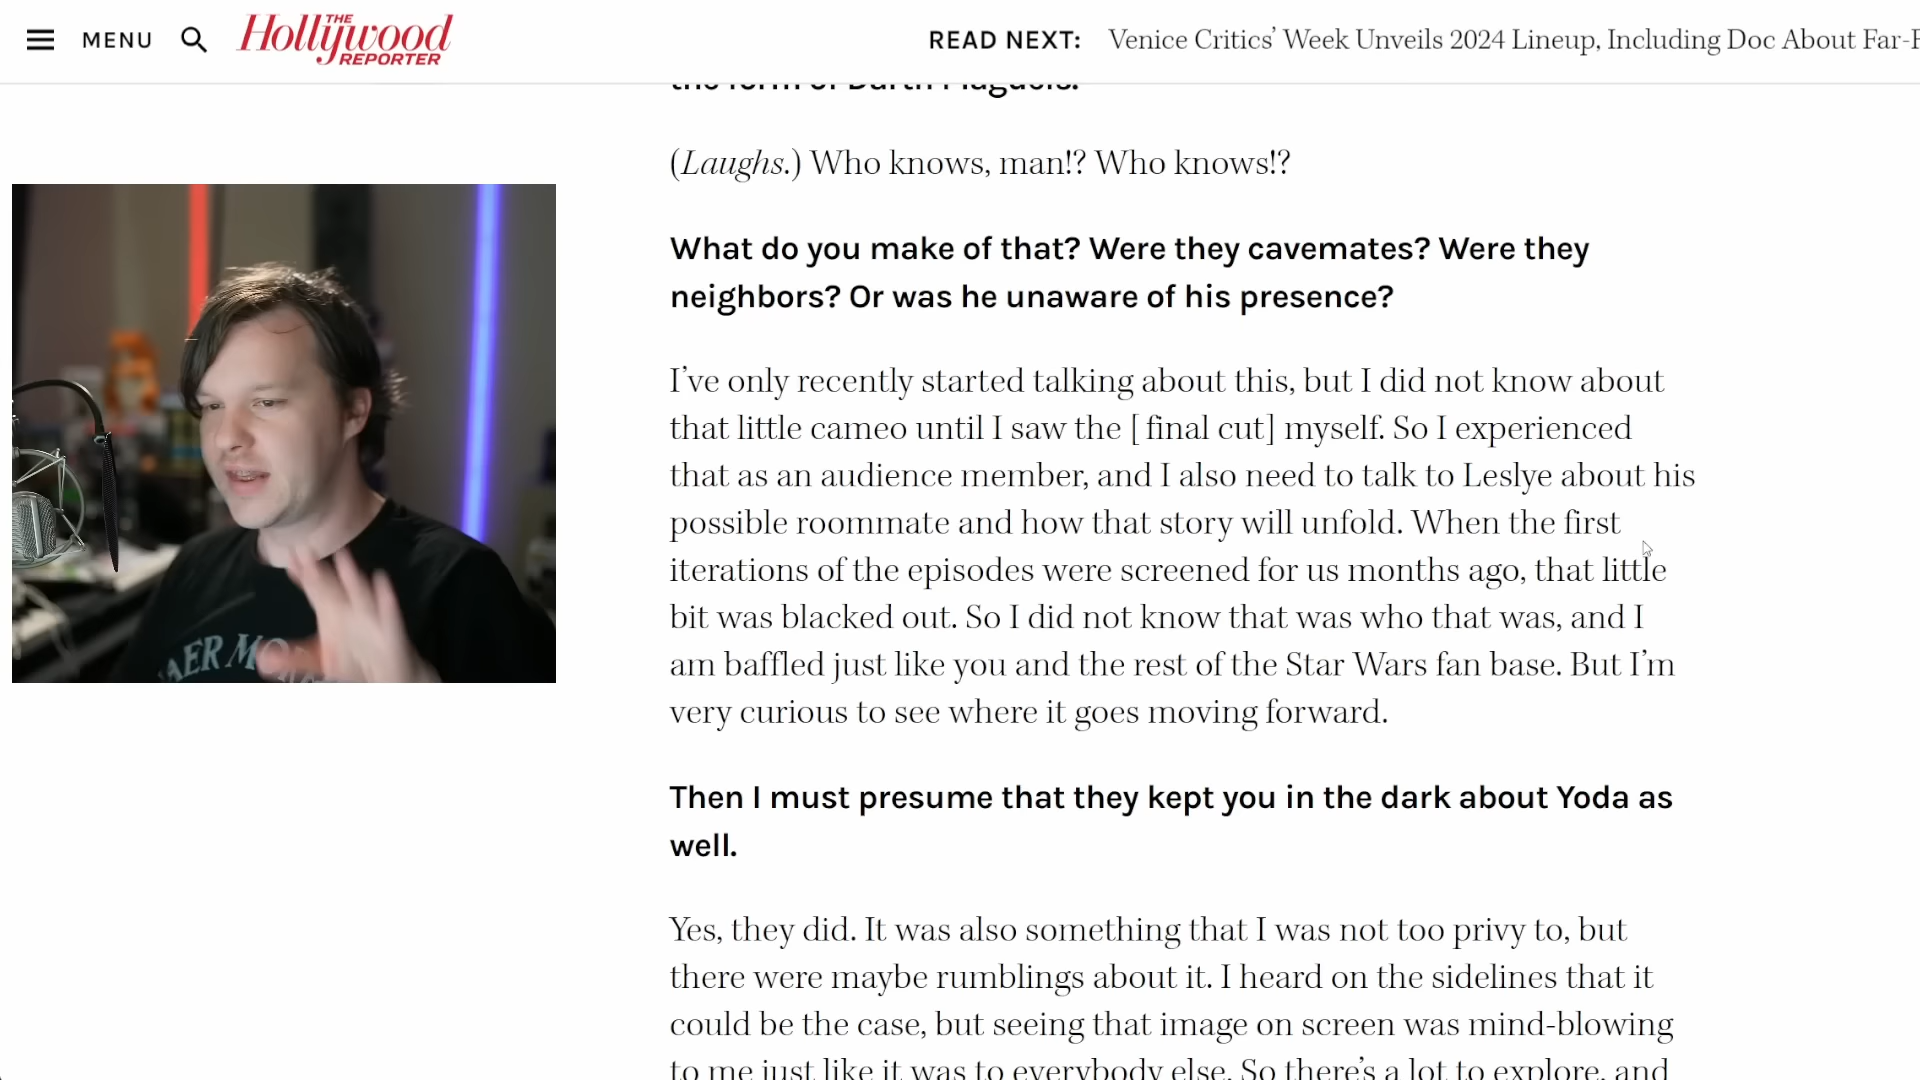 MENU
THE
Hollywood
REPORTER
READ NEXT: Venice Critics' Week Unveils 2024 Lineup, Including Doc About Far-
the form of Darth Plagueis.
(Laughs.) Who knows, man!? Who knows!?
What do you make of that? Were they cavemates? Were they
neighbors? Or was he unaware of his presence?
I've only recently started talking about this, but I did not know about
that little cameo until I saw the [ final cut] myself. So I experienced
that as an audience member, and I also need to talk to Leslye about his
possible roommate and how that story will unfold. When the first
iterations of the episodes were screened for us months ago, that little
bit was blacked out. So I did not know that was who that was, and I
am baffled just like you and the rest of the Star Wars fan base. But I'm
very curious to see where it goes moving forward.
Then I must presume that they kept you in the dark about Yoda as
well.
Yes, they did. It was also something that I was not too privy to, but
there were maybe rumblings about it. I heard on the sidelines that it
could be the case, but seeing that image on screen was mind-blowing
to me just like it was to everybody else. So there's a lot to explore, and